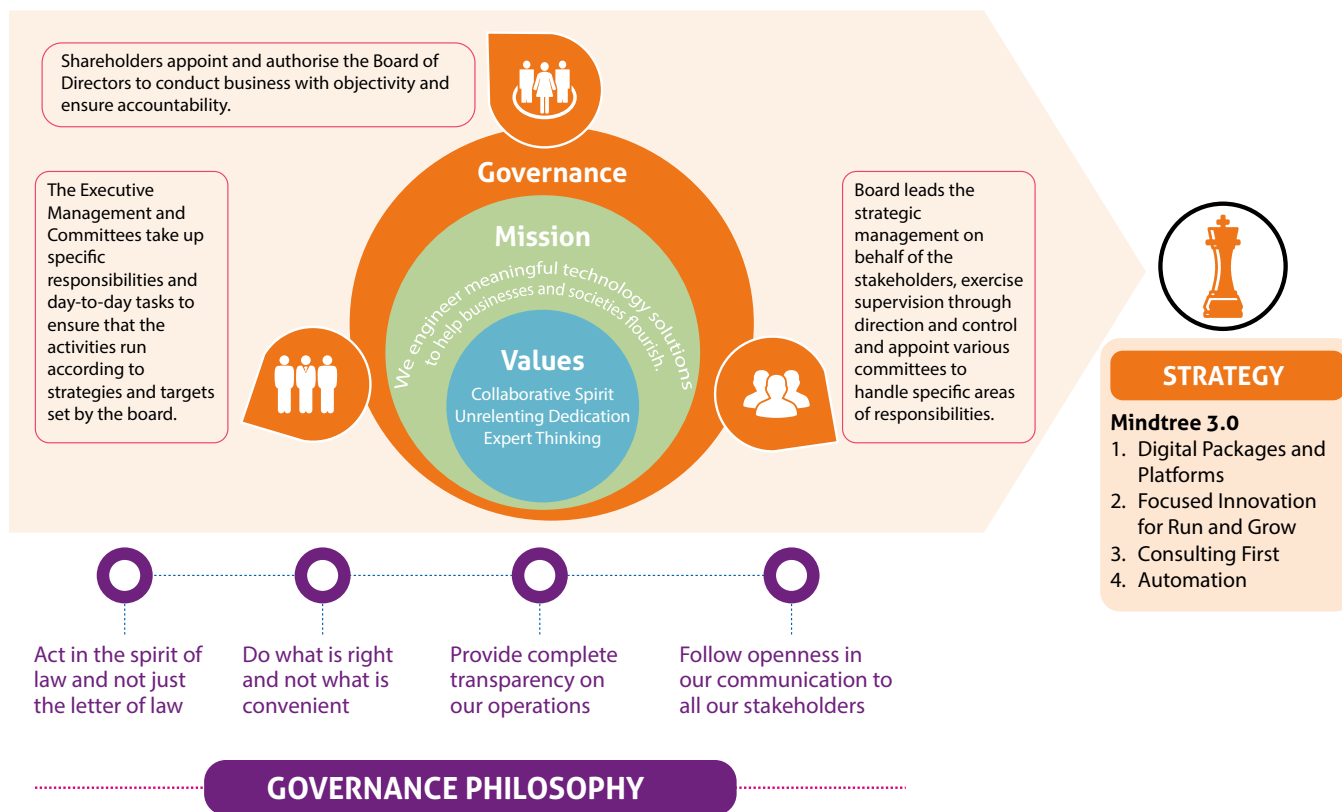 Shareholders appoint and authorise the Board of
Directors to conduct business with objectivity and
ensure accountability.
The Executive
Management and
Committees take up
specific
responsibilities and
day-to-day tasks to
ensure that the
activities run
according to
strategies and targets
set by the board.
Governance
Mission
We engineer meaningful technology solutions
to help businesses and societies flourish.
Values
Collaborative Spirit
Unrelenting Dedication
Expert Thinking
Board leads the
strategic
management on
behalf of the
stakeholders, exercise
supervision through
direction and control
and appoint various
committees to
handle specific areas
of responsibilities.
STRATEGY
Mindtree 3.0
1. Digital Packages and
Platforms
2. Focused Innovation
for Run and Grow
3. Consulting First
4. Automation
Act in the spirit of
law and not just
the letter of law
Do what is right
and not what is
convenient
Provide complete
transparency on
our operations
Follow openness in
our communication to
all our stakeholders
GOVERNANCE PHILOSOPHY